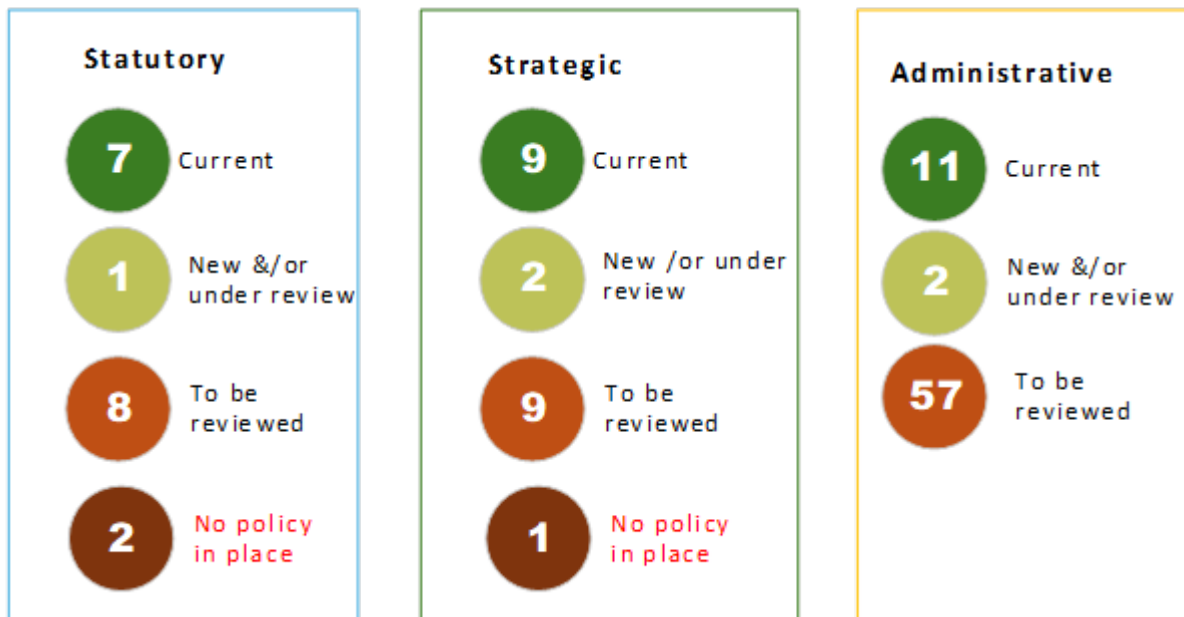 Statutory
7
Current
1
New &/or
under review
8
To be
reviewed
2
No policy
in place
Strategic
9
Current
2
New /or under
review
9
To be
reviewed
1
No policy
in place
Administrative
11
Current
2
New &/or
under review
57
To be
reviewed